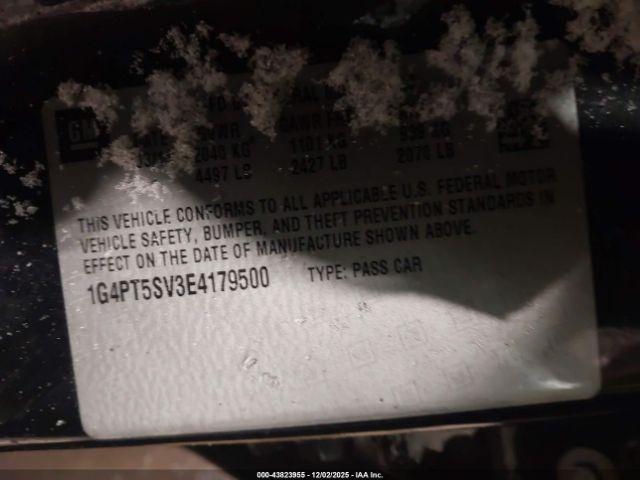 GM
2040 KG 1101 KG 939 KG
4497 LB 2427 LB 2070 LB
THIS VEHICLE CONFORMS TO ALL APPLICABLE U.S. FEDERAL MOTOR
VEHICLE SAFETY, BUMPER, AND THEFT PREVENTION STANDARDS IN
EFFECT ON THE DATE OF MANUFACTURE SHOWN ABOVE.
1G4PT5SV3E4179500 TYPE: PASS CAR
000-43823955 - 12/02/2025 - IAA Inc.